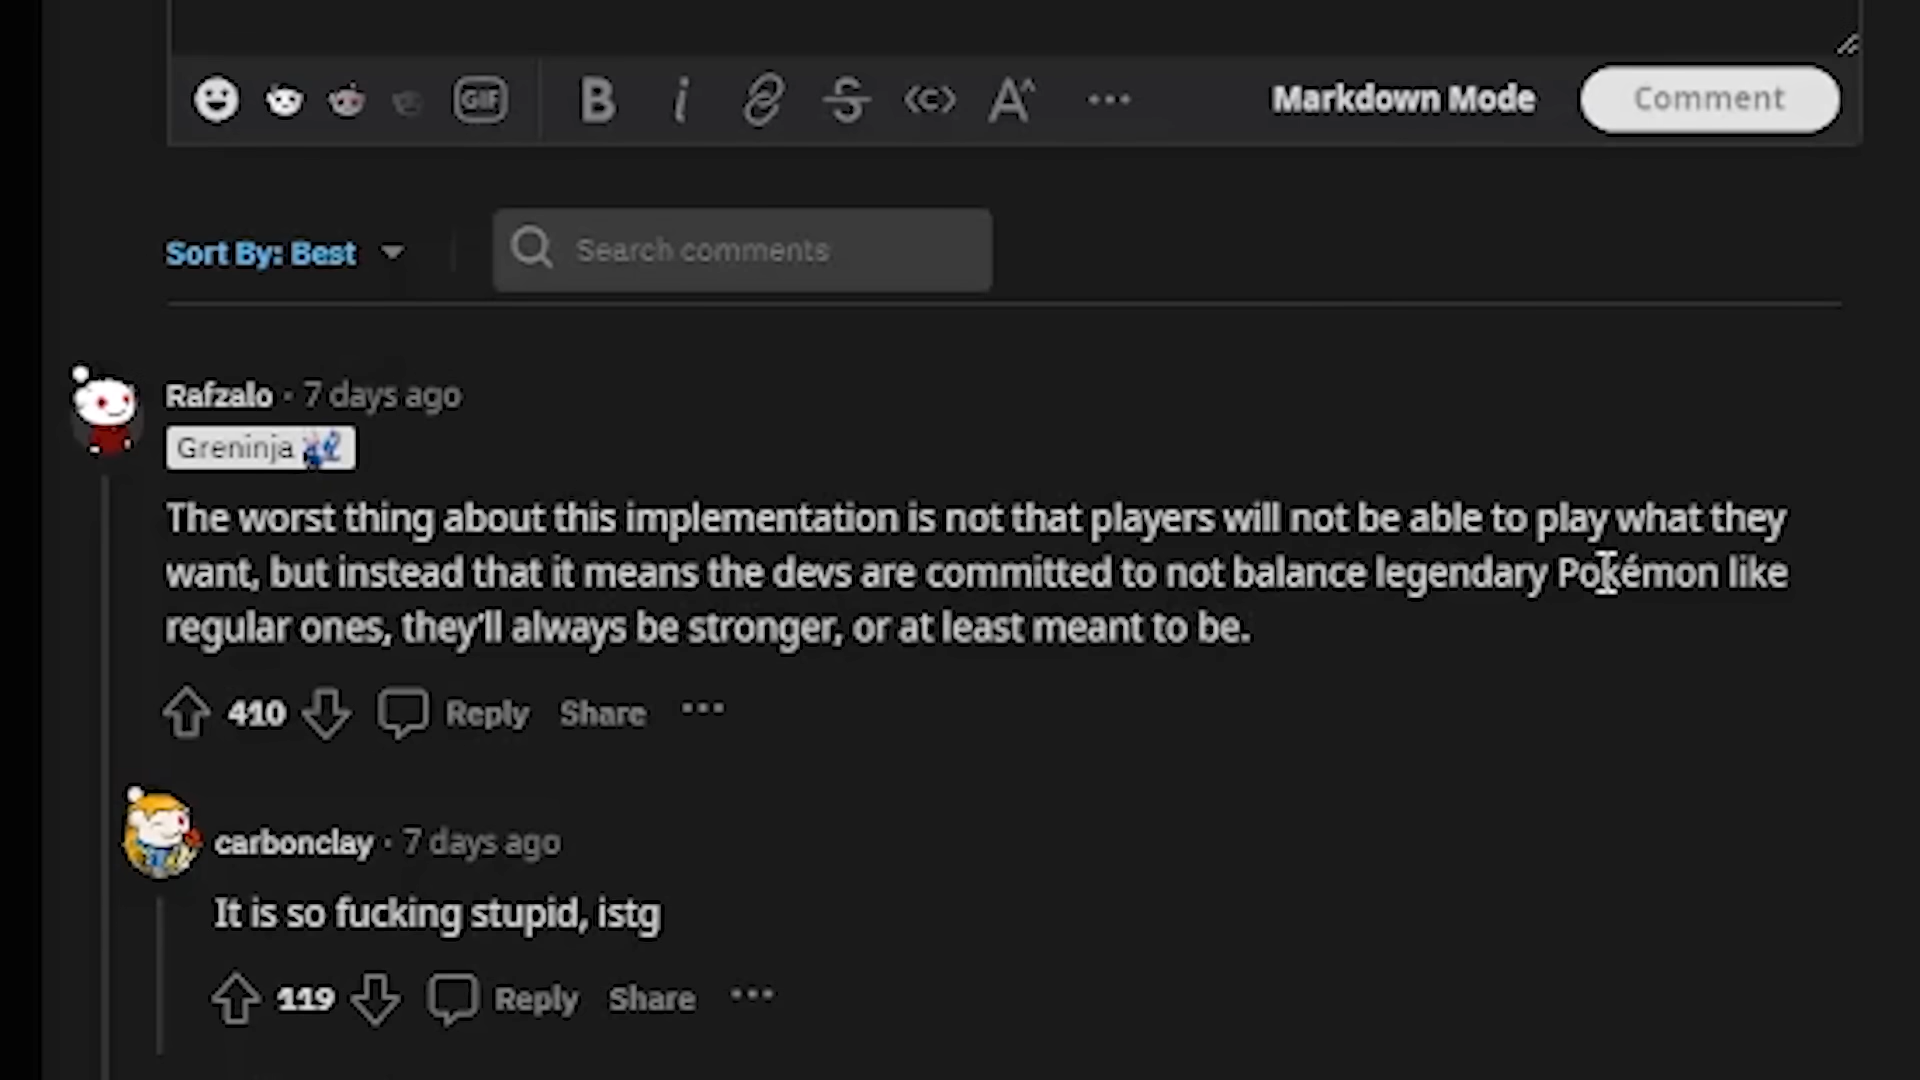 GIF B i S <c> A^ ... Markdown Mode Comment
Sort By: Best Search comments
Rafzalo · 7 days ago
Greninja
The worst thing about this implementation is not that players will not be able to play what they
want, but instead that it means the devs are committed to not balance legendary Pokémon like
regular ones, they'll always be stronger, or at least meant to be.
410 Reply Share ...
carbonclay · 7 days ago
It is so fucking stupid, istg
119 Reply Share ...